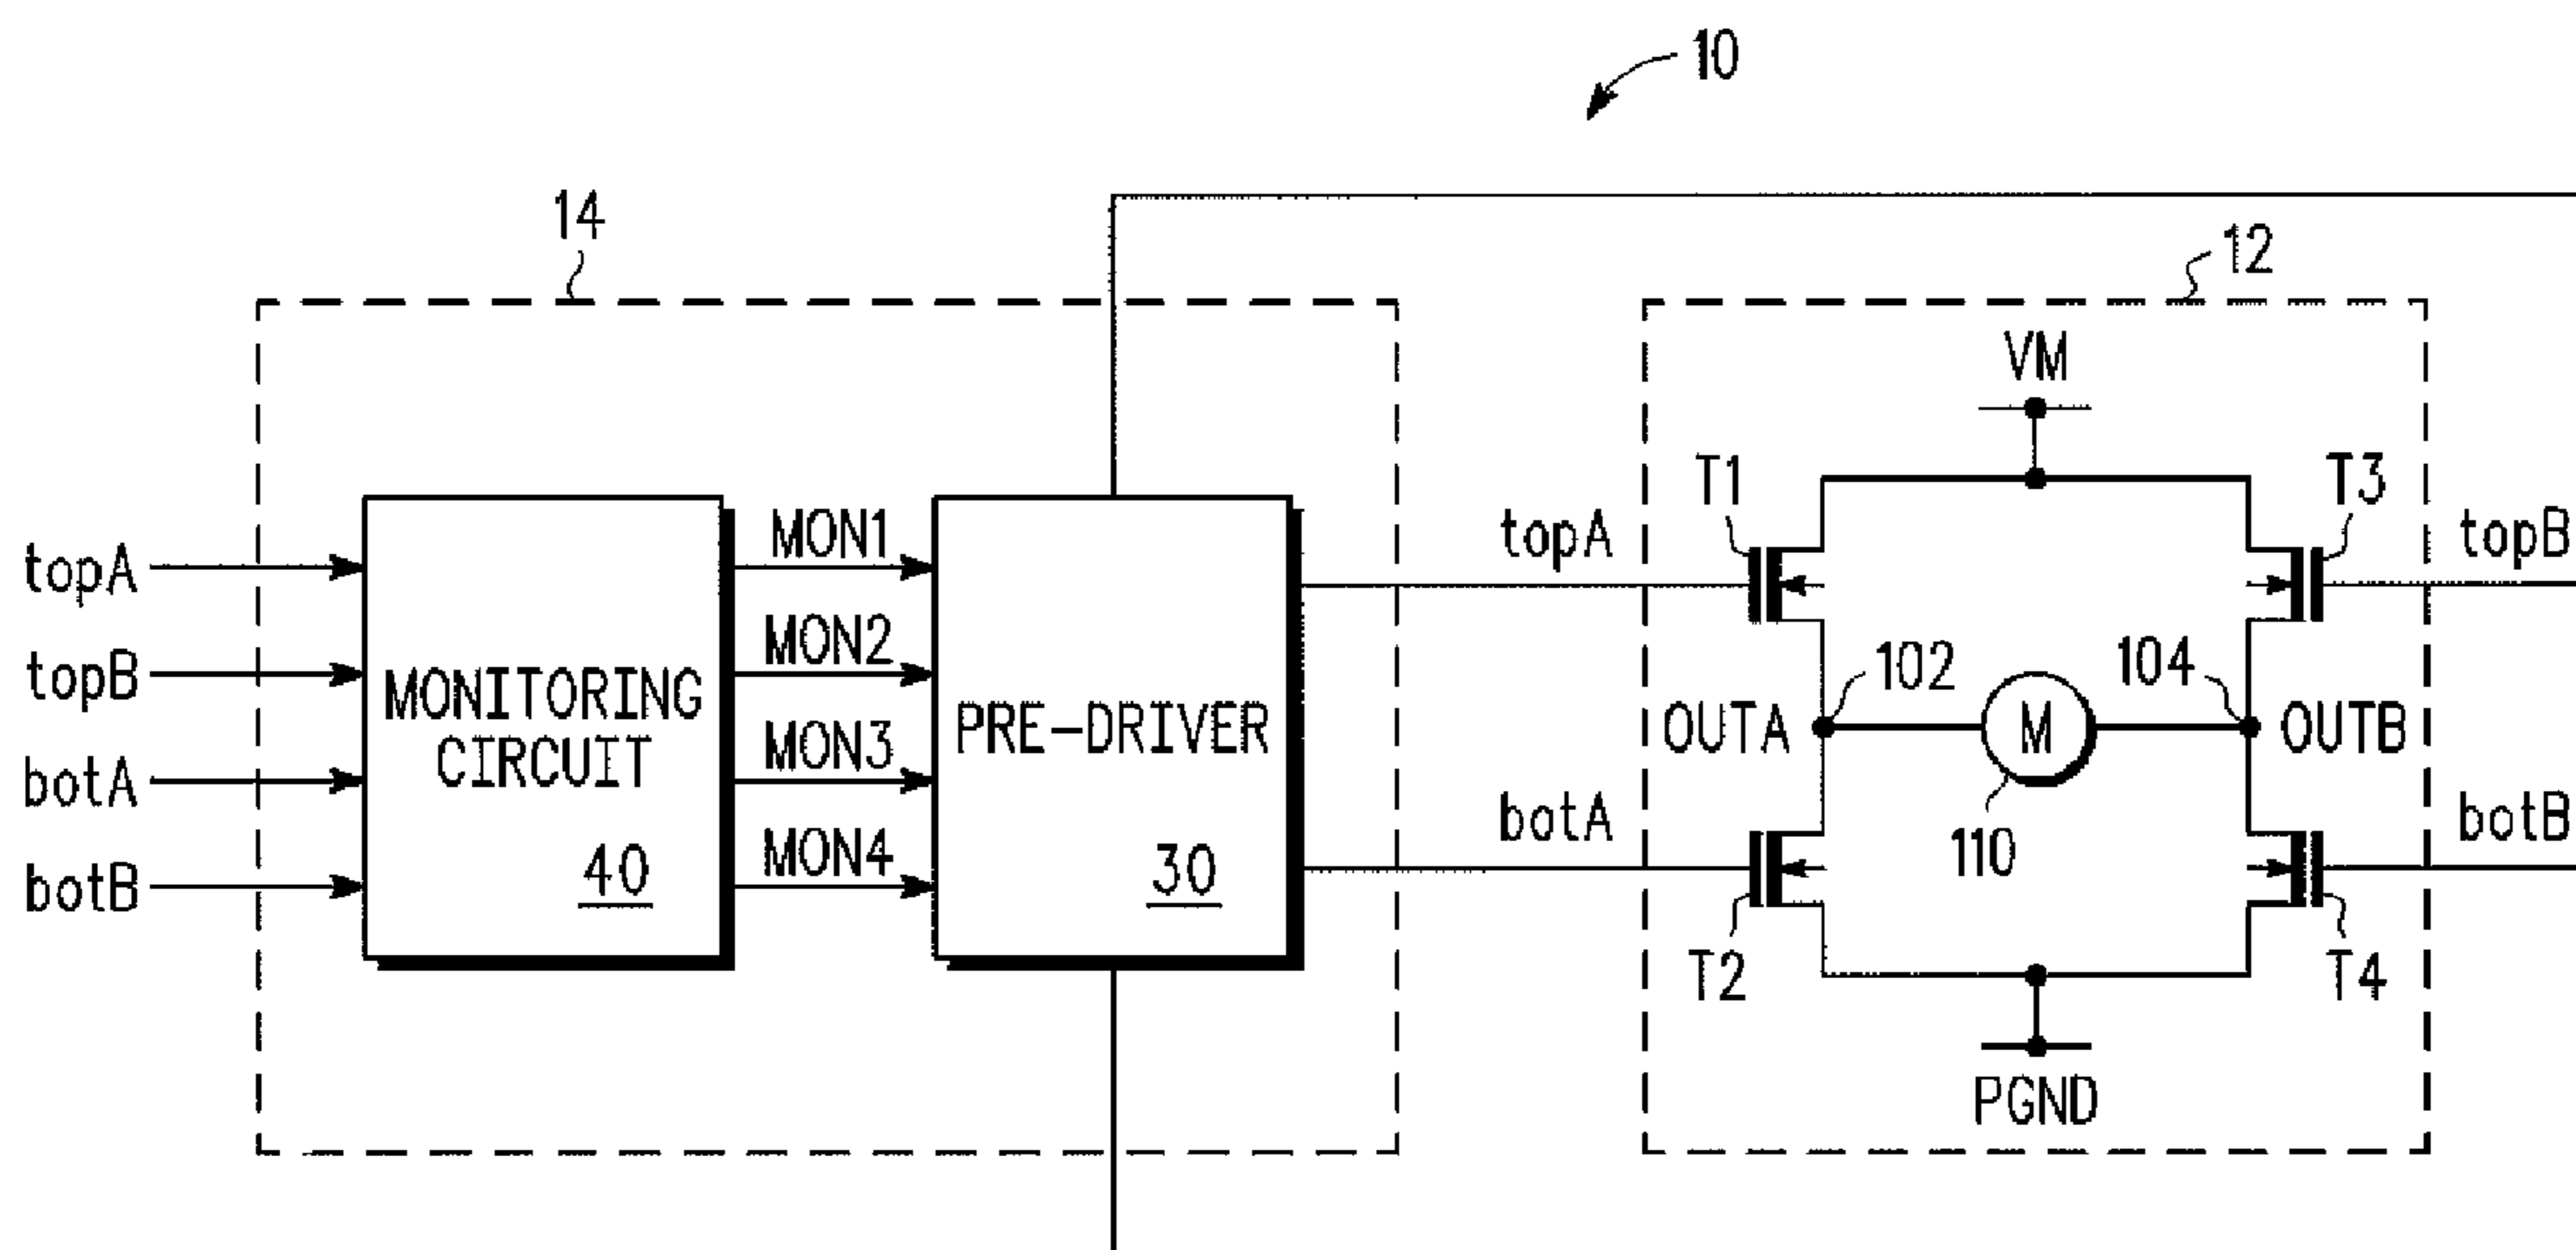 10
14
12
VM
T1
T3
topA
topB
topA
topB
botA
botB
MON1
MON2
MON3
MON4
MONITORING
CIRCUIT
40
PRE-DRIVER
30
102
104
OUTA
M
OUTB
110
botA
botB
T2
T4
PGND